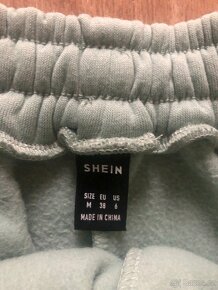 SHEIN
SIZE EU US
M 38 6
MADE IN CHINA